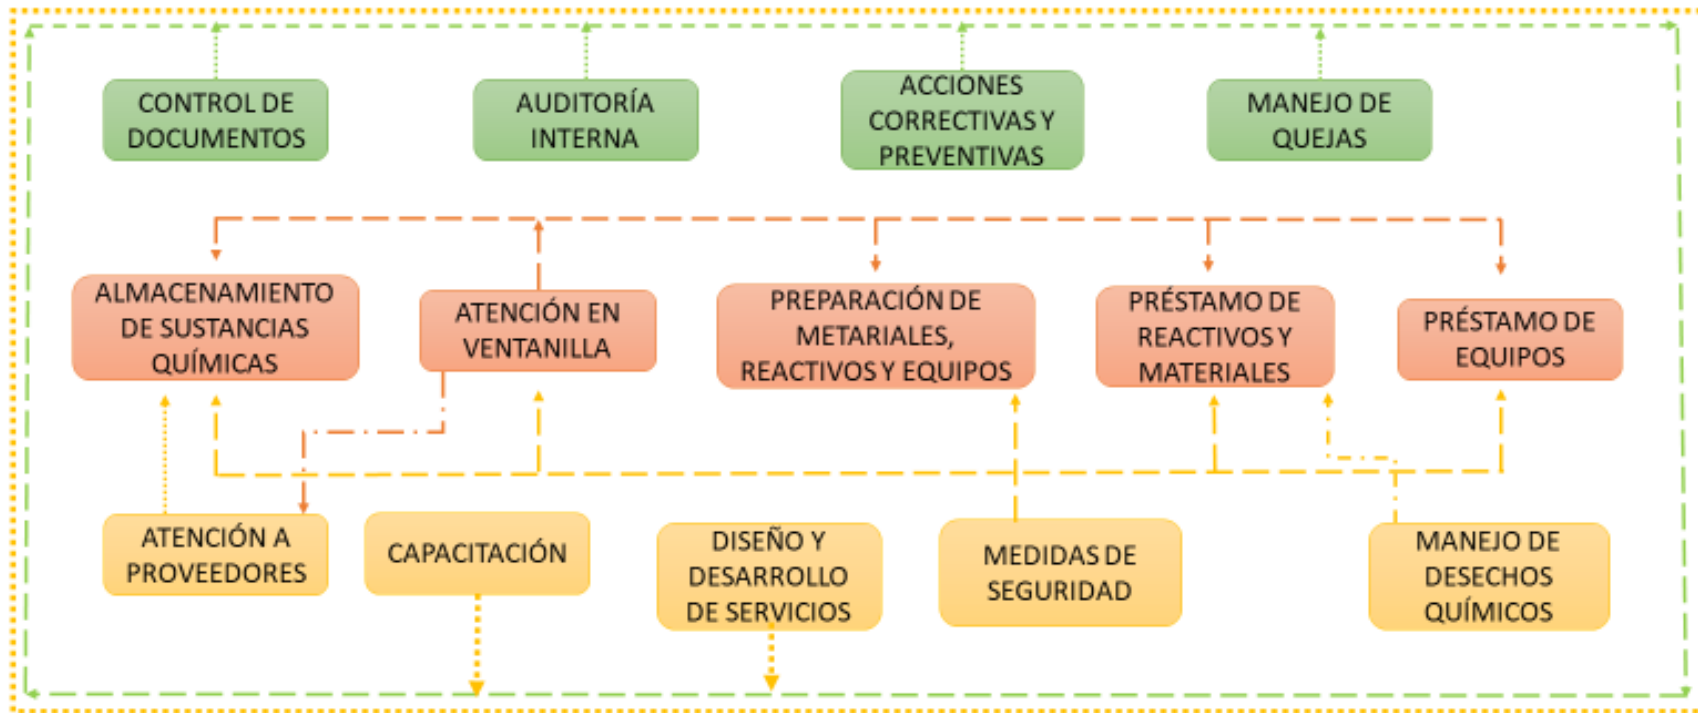 CONTROL DE
DOCUMENTOS
AUDITORÍA
INTERNA
ACCIONES
CORRECTIVAS Y
PREVENTIVAS
MANEJO DE
QUEJAS
ALMACENAMIENTO
DE SUSTANCIAS
QUÍMICAS
ATENCIÓN EN
VENTANILLA
PREPARACIÓN DE
METARIALES,
REACTIVOS Y EQUIPOS
PRÉSTAMO DE
REACTIVOS Y
MATERIALES
PRÉSTAMO DE
EQUIPOS
ATENCIÓN A
PROVEEDORES
CAPACITACIÓN
DISEÑO Y
DESARROLLO
DE SERVICIOS
MEDIDAS DE
SEGURIDAD
MANEJO DE
DESECHOS
QUÍMICOS